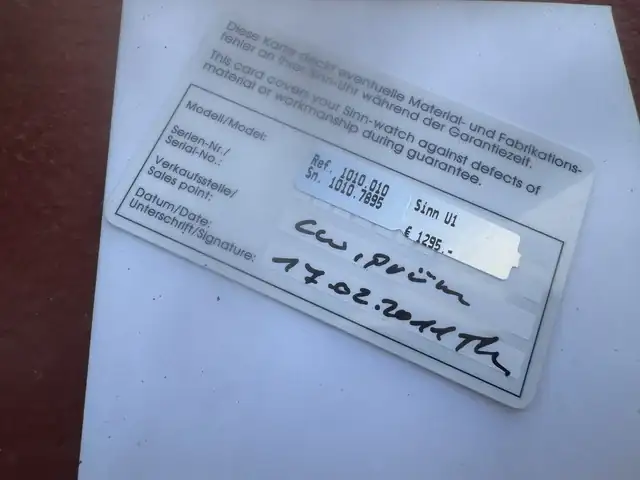 Diese Karte deckt eventuelle Material- und Fabrikations-
fehler an Ihrer Sinn-Uhr während der Garantiezeit.
This card covers your Sinn-watch against defects of
material or workmanship during guarantee.
Modell/Model:
Ref. 1010.010 Sinn U1
Serien-Nr./
Serial-No.:
Sn. 1010.7895 € 1295.-
Verkaufsstelle/
Sales point:
Datum/Date: 17.02.2011
Unterschrift/Signature: